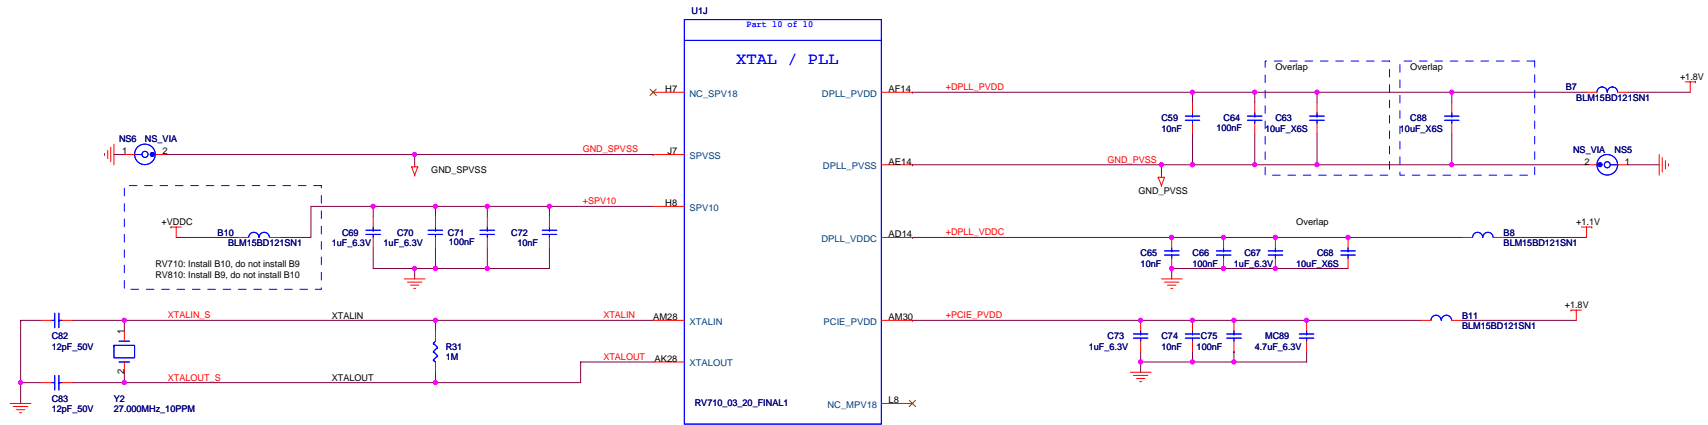 U1J
Part 10 of 10
XTAL / PLL
H7
NC_SPV18
NS6 NS_VIA
1
2
GND_SPVSS
J7
SPVSS
GND_SPVSS
+SPV10
H8
SPV10
+VDDC
B10
BLM15BD121SN1
RV710: Install B10, do not install B9
RV810: Install B9, do not install B10
C69
1uF_6.3V
C70
1uF_6.3V
C71
100nF
C72
10nF
XTALIN_S
XTALIN
XTALIN
AM28
XTALIN
C82
12pF_50V
1
2
R31
1M
XTALOUT
AK28
XTALOUT
XTALOUT_S
XTALOUT
C83
12pF_50V
Y2
27.000MHz_10PPM
RV710_03_20_FINAL1
DPLL_PVDD
AF14
+DPLL_PVDD
Overlap
Overlap
B7
BLM15BD121SN1
+1.8V
C59
10nF
C64
100nF
C63
10uF_X6S
C88
10uF_X6S
DPLL_PVSS
AE14
GND_PVSS
GND_PVSS
NS_VIA NS5
2
1
DPLL_VDDC
AD14
+DPLL_VDDC
Overlap
B8
BLM15BD121SN1
+1.1V
C65
10nF
C66
100nF
C67
1uF_6.3V
C68
10uF_X6S
PCIE_PVDD
AM30
+PCIE_PVDD
B11
BLM15BD121SN1
+1.8V
C73
1uF_6.3V
C74
10nF
C75
100nF
MC89
4.7uF_6.3V
NC_MPV18
L8